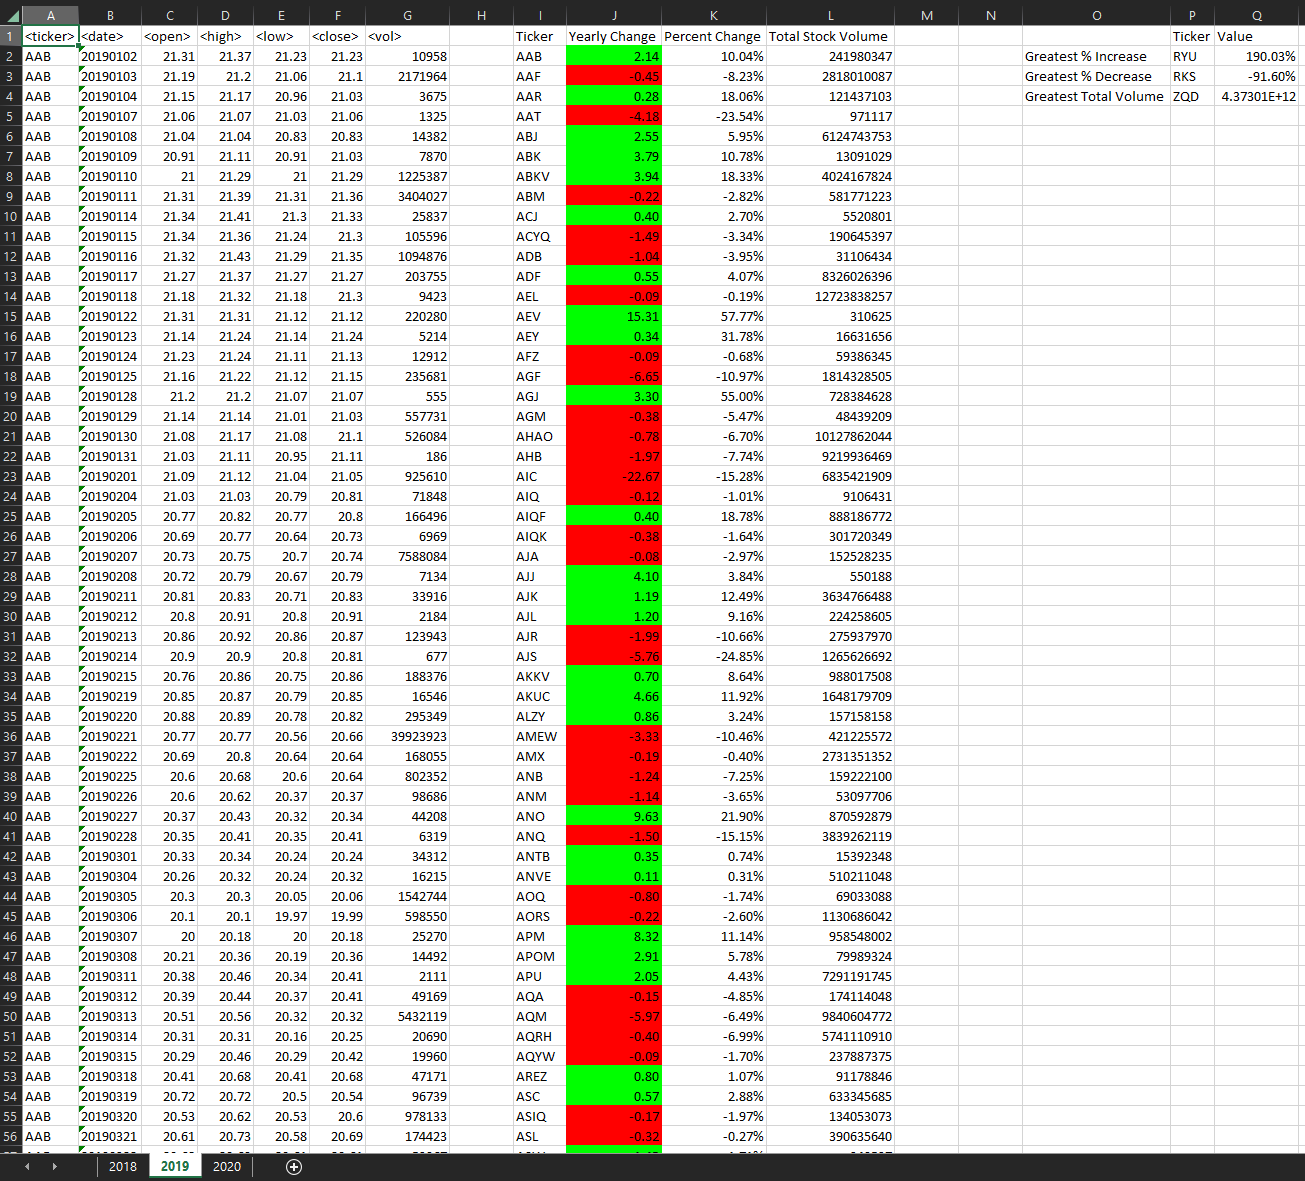 A B C D E F G H I J K L M N O P Q
1 <ticker> <date> <open> <high> <low> <close> <vol> Ticker Yearly Change Percent Change Total Stock Volume Ticker Value
2 AAB 20190102 21.31 21.37 21.23 21.23 10958 AAB 2.14 10.04% 241980347 Greatest % Increase RYU 190.03%
3 AAB 20190103 21.19 21.2 21.06 21.1 2171964 AAF -0.45 -8.23% 2818010087 Greatest % Decrease RKS -91.60%
4 AAB 20190104 21.15 21.17 20.96 21.03 3675 AAR 0.28 18.06% 121437103 Greatest Total Volume ZQD 4.37301E+12
5 AAB 20190107 21.06 21.07 21.03 21.06 1325 AAT -4.18 -23.54% 971117
6 AAB 20190108 21.04 21.04 20.83 20.83 14382 ABJ 2.55 5.95% 6124743753
7 AAB 20190109 20.91 21.11 20.91 21.03 7870 ABK 3.79 10.78% 13091029
8 AAB 20190110 21 21.29 21 21.29 1225387 ABKV 3.94 18.33% 4024167824
9 AAB 20190111 21.31 21.39 21.31 21.36 3404027 ABM -0.22 -2.82% 581771223
10 AAB 20190114 21.34 21.41 21.3 21.33 25837 ACJ 0.40 2.70% 5520801
11 AAB 20190115 21.34 21.36 21.24 21.3 105596 ACYQ -1.49 -3.34% 190645397
12 AAB 20190116 21.32 21.43 21.29 21.35 1094876 ADB -1.04 -3.95% 31106434
13 AAB 20190117 21.27 21.37 21.27 21.27 203755 ADF 0.55 4.07% 8326026396
14 AAB 20190118 21.18 21.32 21.18 21.3 9423 AEL -0.09 -0.19% 12723838257
15 AAB 20190122 21.31 21.31 21.12 21.12 220280 AEV 15.31 57.77% 310625
16 AAB 20190123 21.14 21.24 21.14 21.24 5214 AEY 0.34 31.78% 16631656
17 AAB 20190124 21.23 21.24 21.11 21.13 12912 AFZ -0.09 -0.68% 59386345
18 AAB 20190125 21.16 21.22 21.12 21.15 235681 AGF -6.65 -10.97% 1814328505
19 AAB 20190128 21.2 21.2 21.07 21.07 555 AGJ 3.30 55.00% 728384628
20 AAB 20190129 21.14 21.14 21.01 21.03 557731 AGM -0.38 -5.47% 48439209
21 AAB 20190130 21.08 21.17 21.08 21.1 526084 AHAO -0.78 -6.70% 10127862044
22 AAB 20190131 21.03 21.11 20.95 21.11 186 AHB -1.97 -7.74% 9219936469
23 AAB 20190201 21.09 21.12 21.04 21.05 925610 AIC -22.67 -15.28% 6835421909
24 AAB 20190204 21.03 21.03 20.79 20.81 71848 AIQ -0.12 -1.01% 9106431
25 AAB 20190205 20.77 20.82 20.77 20.8 166496 AIQF 0.40 18.78% 888186772
26 AAB 20190206 20.69 20.77 20.64 20.73 6969 AIQK -0.38 -1.64% 301720349
27 AAB 20190207 20.73 20.75 20.7 20.74 7588084 AJA -0.08 -2.97% 152528235
28 AAB 20190208 20.72 20.79 20.67 20.79 7134 AJJ 4.10 3.84% 550188
29 AAB 20190211 20.81 20.83 20.71 20.83 33916 AJK 1.19 12.49% 3634766488
30 AAB 20190212 20.8 20.91 20.8 20.91 2184 AJL 1.20 9.16% 224258605
31 AAB 20190213 20.86 20.92 20.86 20.87 123943 AJR -1.99 -10.66% 275937970
32 AAB 20190214 20.9 20.9 20.8 20.81 677 AJS -5.76 -24.85% 1265626692
33 AAB 20190215 20.76 20.86 20.75 20.86 188376 AKKV 0.70 8.64% 988017508
34 AAB 20190219 20.85 20.87 20.79 20.85 16546 AKUC 4.66 11.92% 1648179709
35 AAB 20190220 20.88 20.89 20.78 20.82 295349 ALZY 0.86 3.24% 157158158
36 AAB 20190221 20.77 20.77 20.56 20.66 39923923 AMEW -3.33 -10.46% 421225572
37 AAB 20190222 20.69 20.8 20.64 20.64 168055 AMX -0.19 -0.40% 2731351352
38 AAB 20190225 20.6 20.68 20.6 20.64 802352 ANB -1.24 -7.25% 159222100
39 AAB 20190226 20.6 20.62 20.37 20.37 98686 ANM -1.14 -3.65% 53097706
40 AAB 20190227 20.37 20.43 20.32 20.34 44208 ANO 9.63 21.90% 870592879
41 AAB 20190228 20.35 20.41 20.35 20.41 6319 ANQ -1.50 -15.15% 3839262119
42 AAB 20190301 20.33 20.34 20.24 20.24 34312 ANTB 0.35 0.74% 15392348
43 AAB 20190304 20.26 20.32 20.24 20.32 16215 ANVE 0.11 0.31% 510211048
44 AAB 20190305 20.3 20.3 20.05 20.06 1542744 AOQ -0.80 -1.74% 69033088
45 AAB 20190306 20.1 20.1 19.97 19.99 598550 AORS -0.22 -2.60% 1130686042
46 AAB 20190307 20 20.18 20 20.18 25270 APM 8.32 11.14% 958548002
47 AAB 20190308 20.21 20.36 20.19 20.36 14492 APOM 2.91 5.78% 79989324
48 AAB 20190311 20.38 20.46 20.34 20.41 2111 APU 2.05 4.43% 7291191745
49 AAB 20190312 20.39 20.44 20.37 20.41 49169 AQA -0.15 -4.85% 174114048
50 AAB 20190313 20.51 20.56 20.32 20.32 5432119 AQM -5.97 -6.49% 9840604772
51 AAB 20190314 20.31 20.31 20.16 20.25 20690 AQRH -0.40 -6.99% 5741110910
52 AAB 20190315 20.29 20.46 20.29 20.42 19960 AQYW -0.09 -1.70% 237887375
53 AAB 20190318 20.41 20.68 20.41 20.68 47171 AREZ 0.80 1.07% 91178846
54 AAB 20190319 20.72 20.72 20.5 20.54 96739 ASC 0.57 2.88% 633345685
55 AAB 20190320 20.53 20.62 20.53 20.6 978133 ASIQ -0.17 -1.97% 134053073
56 AAB 20190321 20.61 20.73 20.58 20.69 174423 ASL -0.32 -0.27% 390635640
2018 2019 2020